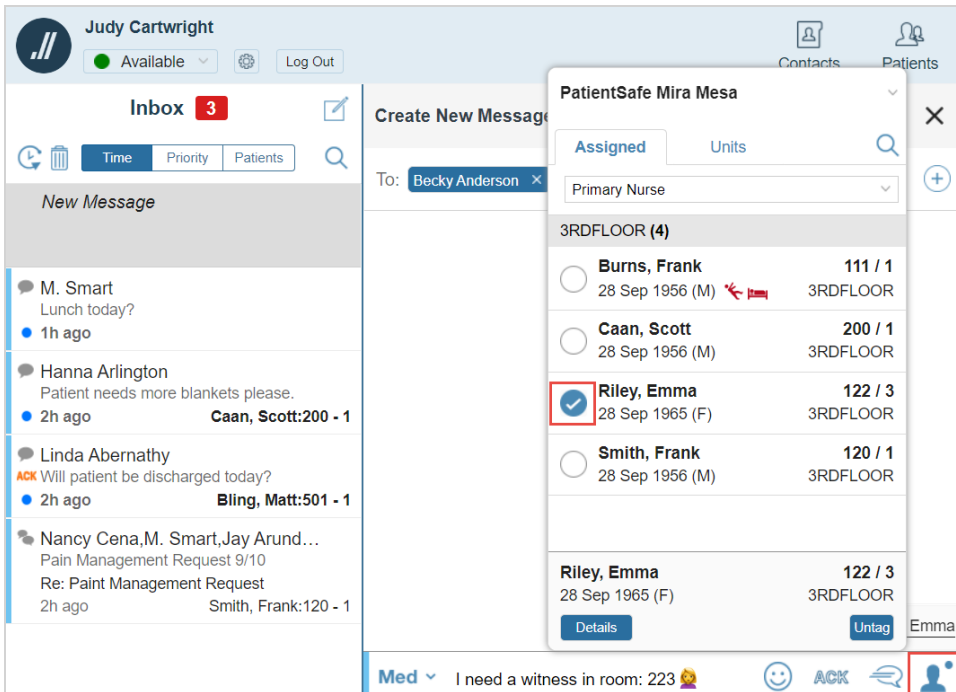 Judy Cartwright
Available
Log Out
Contacts
Patients
Inbox 3
Time Priority Patients
New Message
M. Smart
Lunch today?
1h ago
Hanna Arlington
Patient needs more blankets please.
2h ago Caan, Scott:200 - 1
Linda Abernathy
ACK Will patient be discharged today?
2h ago Bling, Matt:501 - 1
Nancy Cena,M. Smart,Jay Arund…
Pain Management Request 9/10
Re: Paint Management Request
2h ago Smith, Frank:120 - 1
Create New Message
To: Becky Anderson ×
PatientSafe Mira Mesa
Assigned Units
Primary Nurse
3RDFLOOR (4)
Burns, Frank 111 / 1
28 Sep 1956 (M) 3RDFLOOR
Caan, Scott 200 / 1
28 Sep 1956 (M) 3RDFLOOR
Riley, Emma 122 / 3
28 Sep 1965 (F) 3RDFLOOR
Smith, Frank 120 / 1
28 Sep 1956 (M) 3RDFLOOR
Riley, Emma 122 / 3
28 Sep 1965 (F) 3RDFLOOR
Details Untag
Emma
Med I need a witness in room: 223 🙋‍♀️ ACK